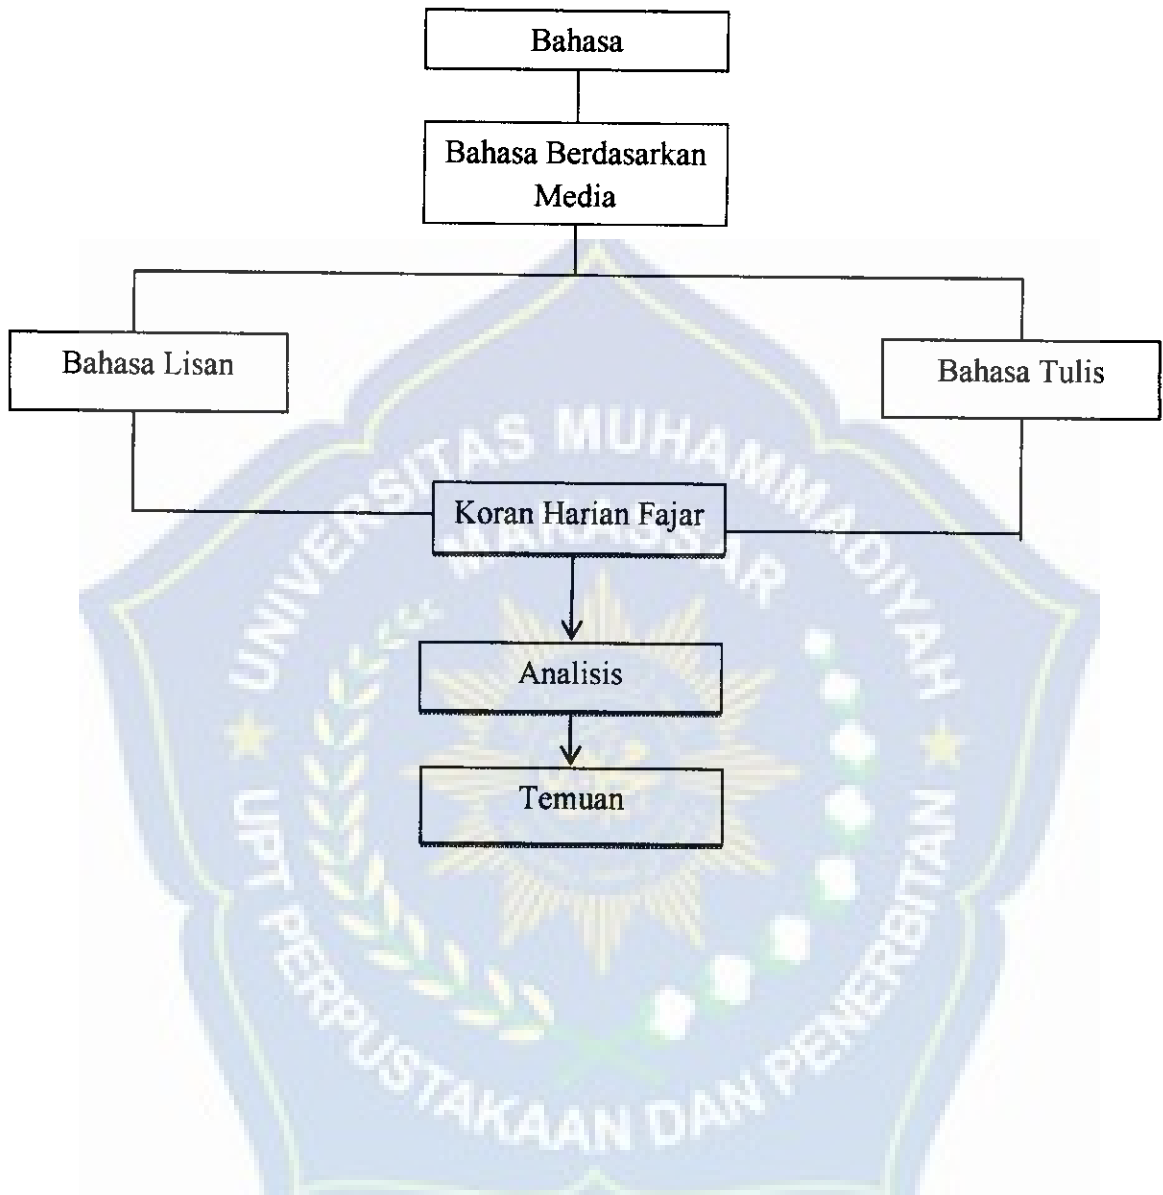 Bahasa
Bahasa Berdasarkan
Media
Bahasa Lisan
Bahasa Tulis
Koran Harian Fajar
Analisis
Temuan
UNIVERSITAS MUHAMMADIYAH
MAKASSAR
UPT PERPUSTAKAAN DAN PENERBITAN